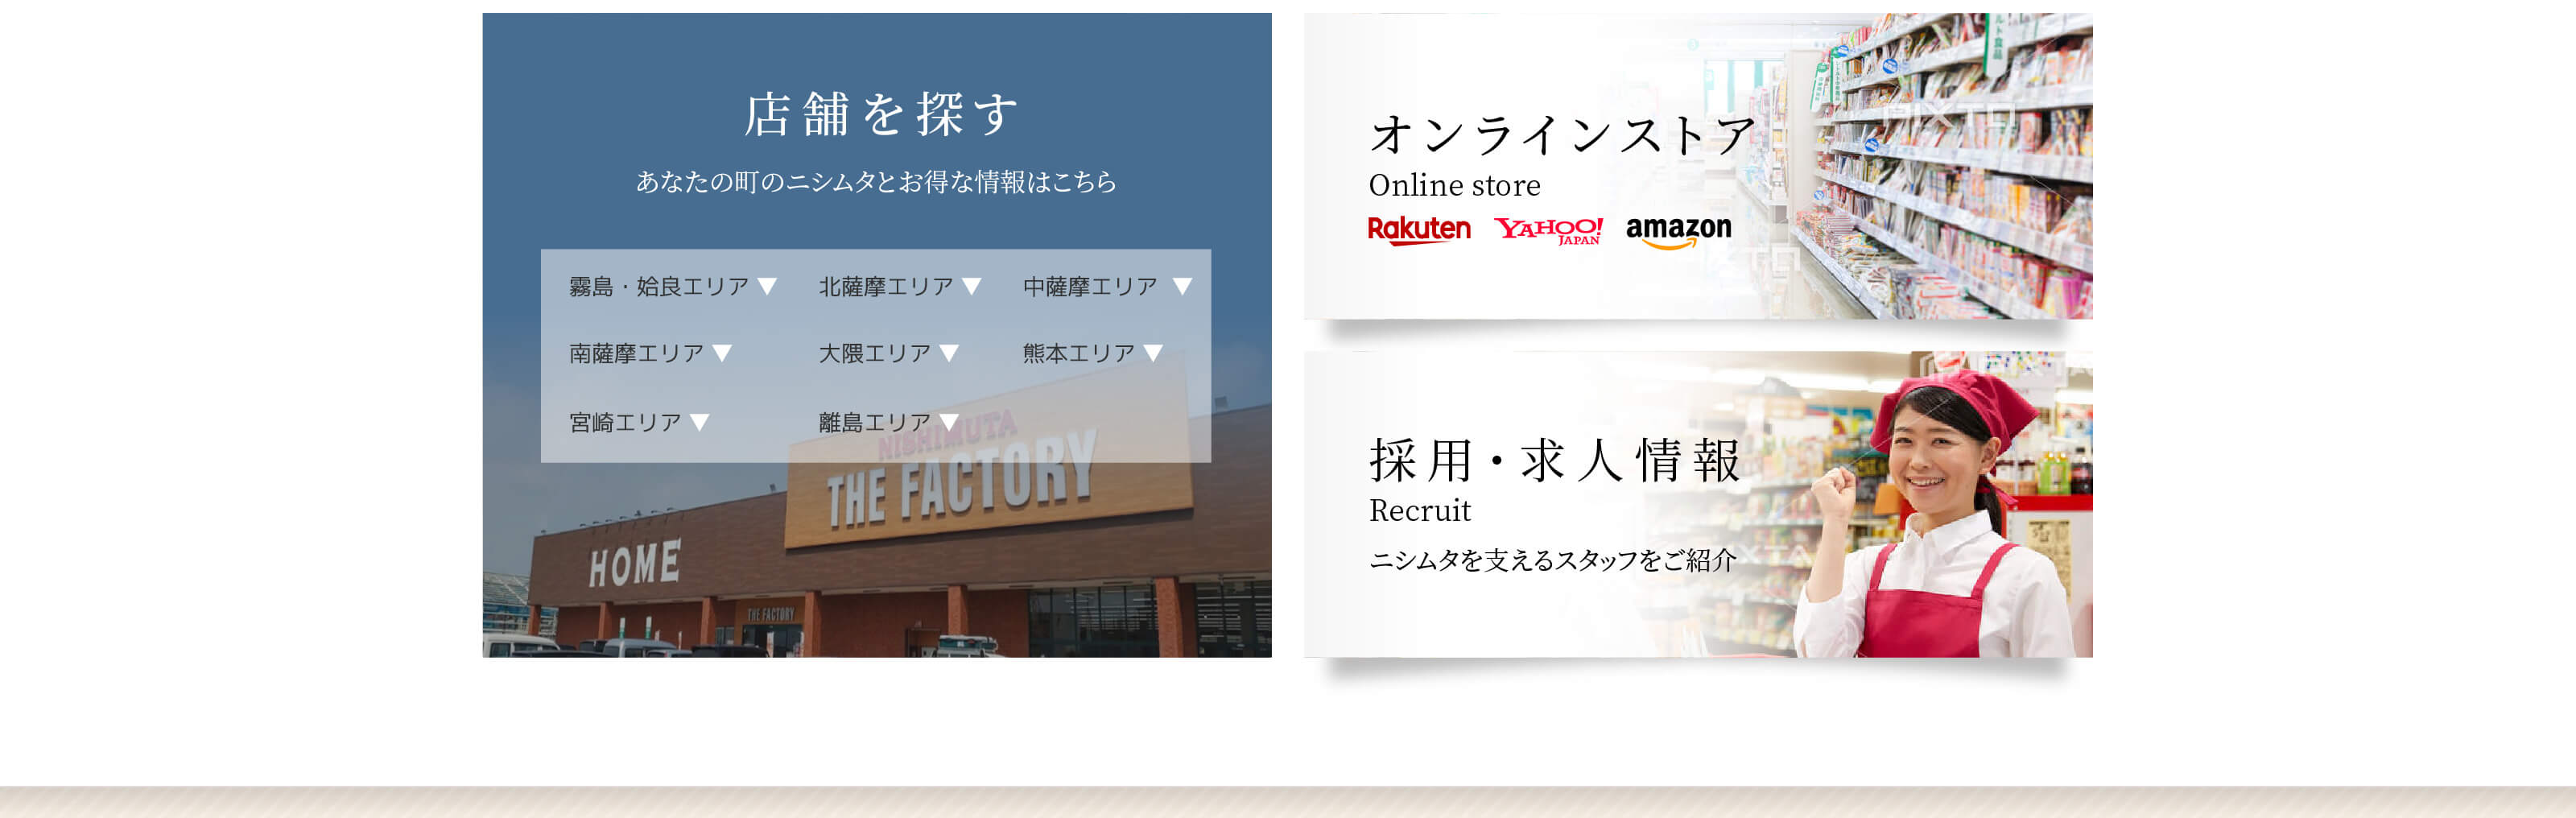 店舗を探す
あなたの町のニシムタとお得な情報はこちら
霧島・姶良エリア ▼ 北薩摩エリア ▼ 中薩摩エリア ▼
南薩摩エリア ▼ 大隅エリア ▼ 熊本エリア ▼
宮崎エリア ▼ 離島エリア ▼
NISHIMUTA
THE FACTORY
HOME
THE FACTORY
オンラインストア
Online store
Rakuten YAHOO! JAPAN amazon
PIXTA
採用・求人情報
Recruit
ニシムタを支えるスタッフをご紹介